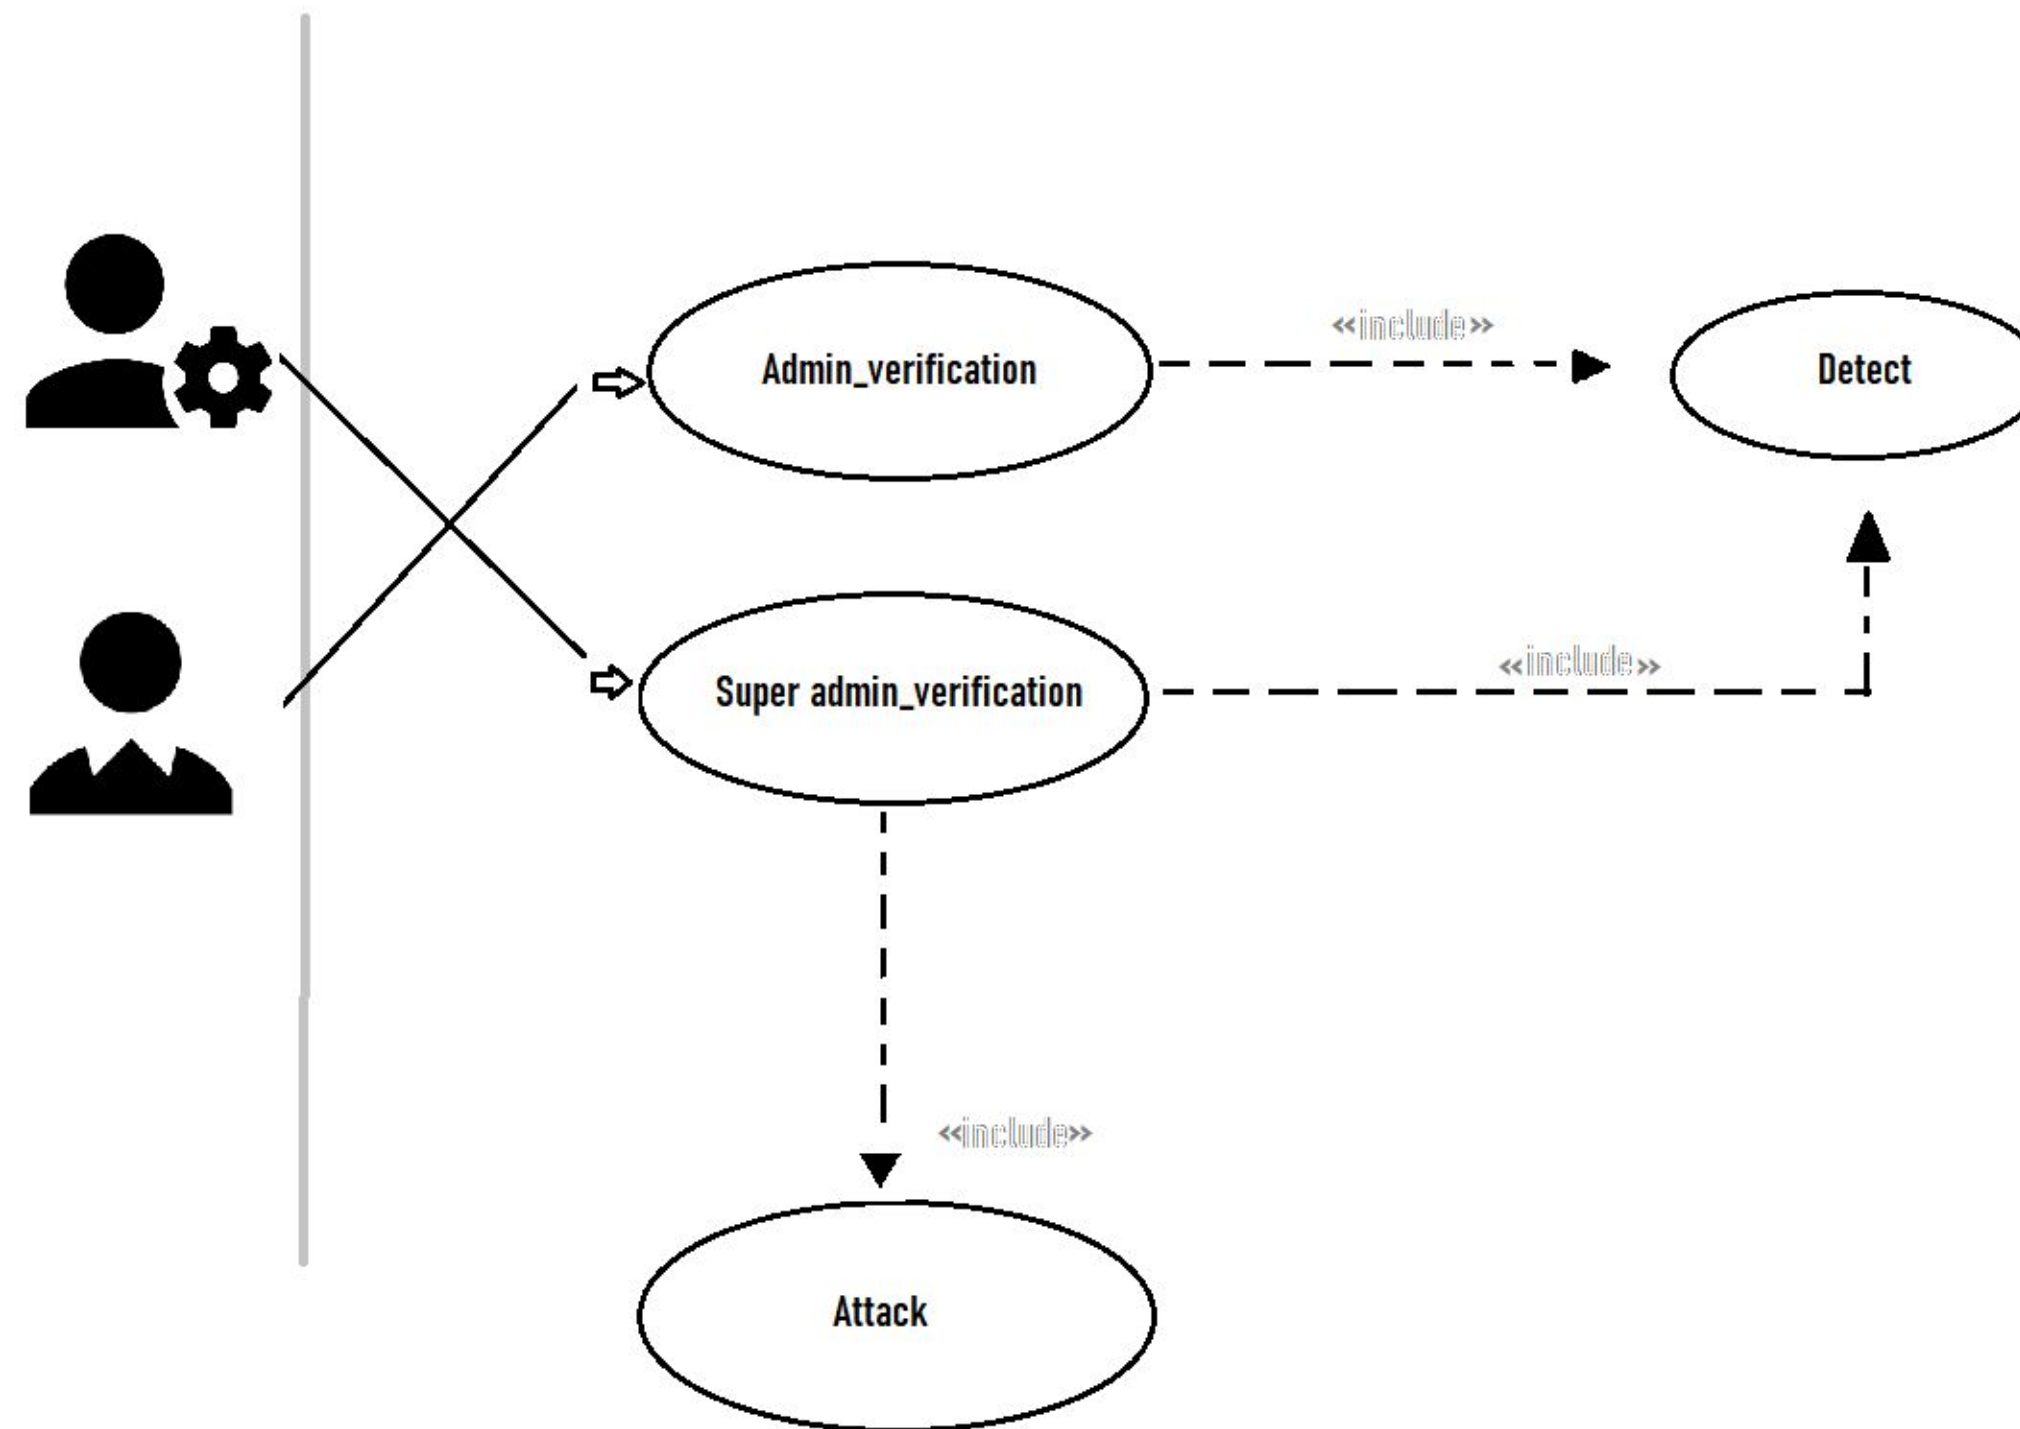 «include»
Admin_verification
Detect
«include»
Super admin_verification
«include»
Attack